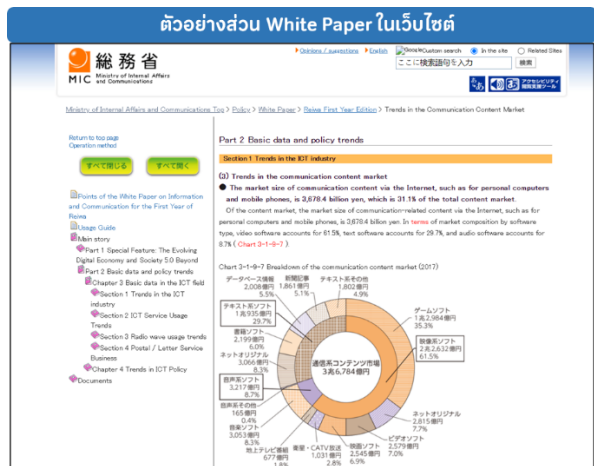 ตัวอย่างส่วน White Paper ในเว็บไซต์
総務省
MIC Ministry of Internal Affairs and Communications
Opinions / suggestions English GoogleCustom search In the site Related Sites
ここに検索語句を入力 検索
アクセシビリティ閲覧支援ツール
Ministry of Internal Affairs and Communications Top > Policy > White Paper > Reiwa First Year Edition > Trends in the Communication Content Market
Return to top page
Operation method
すべて閉じる すべて開く
Points of the White Paper on Information
and Communication for the First Year of
Reiwa
Usage Guide
Main story
Part 1 Special Feature: The Evolving
Digital Economy and Society 5.0 Beyond
Part 2 Basic data and policy trends
Chapter 3 Basic data in the ICT field
Section 1 Trends in the ICT
industry
Section 2 ICT Service Usage
Trends
Section 3 Radio wave usage trends
Section 4 Postal / Letter Service
Business
Chapter 4 Trends in ICT Policy
Documents
Part 2 Basic data and policy trends
Section 1 Trends in the ICT industry
(3) Trends in the communication content market
● The market size of communication content via the Internet, such as for personal computers
and mobile phones, is 3,678.4 billion yen, which is 31.1% of the total content market.
Of the content market, the market size of communication-related content via the Internet, such as for
personal computers and mobile phones, is 3,678.4 billion yen. In terms of market composition by software
type, video software accounts for 61.5%, text software accounts for 29.7%, and audio software accounts for
8.7% ( Chart 3-1-9-7 ).
Chart 3-1-9-7 Breakdown of the communication content market (2017)
データベース情報
2,008億円
5.5%
新聞記事
1,861億円
5.1%
テキスト系その他
1,802億円
4.9%
テキスト系ソフト
1兆935億円
29.7%
書籍ソフト
2,199億円
6.0%
ネットオリジナル
3,066億円
8.3%
音声系ソフト
3,217億円
8.7%
音声系その他
165億円
0.4%
音楽ソフト
3,053億円
8.3%
地上テレビ番組
677億円
1.8%
衛星・CATV放送
1,031億円
2.8%
映画ソフト
2,545億円
6.9%
ビデオソフト
2,579億円
7.0%
ネットオリジナル
2,815億円
7.7%
映像系ソフト
2兆2,632億円
61.5%
ゲームソフト
1兆2,984億円
35.3%
通信系コンテンツ市場
3兆6,784億円